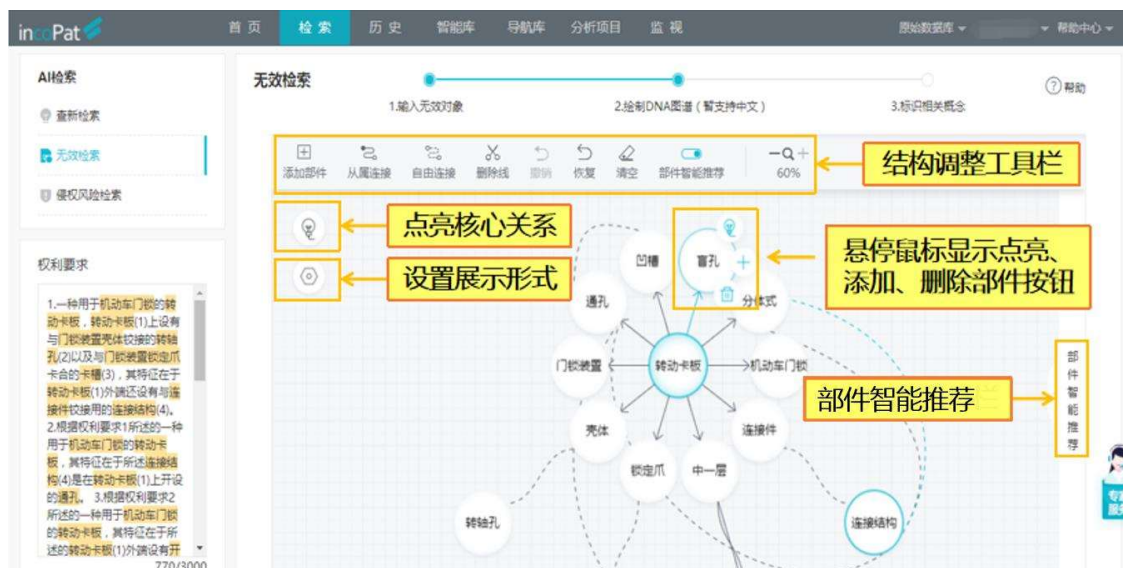 incoPat
首页 检索 历史 智能库 导航库 分析项目 监视 原始数据库 帮助中心
AI检索
查新检索
无效检索
侵权风险检索
无效检索
1.输入无效对象
2.绘制DNA图谱（暂支持中文）
3.标识相关概念
? 帮助
添加部件 从属连接 自由连接 删除线 撤销 恢复 清空 部件智能推荐 60%
结构调整工具栏
点亮核心关系
设置展示形式
悬停鼠标显示点亮、
添加、删除部件按钮
部件智能推荐
部件智能推荐
凹槽
盲孔
通孔
分体式
门锁装置
转动卡板
机动车门锁
壳体
连接件
锁定爪
中一层
转轴孔
连接结构
权利要求
1.一种用于机动车门锁的转
动卡板，转动卡板(1)上设有
与门锁装置壳体铰接的转轴
孔(2)以及与门锁装置锁定爪
卡合的卡槽(3)，其特征在于
转动卡板(1)外端还设有与连
接件铰接用的连接结构(4)。
2.根据权利要求1所述的一种
用于机动车门锁的转动卡
板，其特征在于所述连接结
构(4)是在转动卡板(1)上开设
的通孔。 3.根据权利要求2
所述的一种用于机动车门锁
的转动卡板，其特征在于所
述的转动卡板(1)外端设有开
770/3000
专家
服务